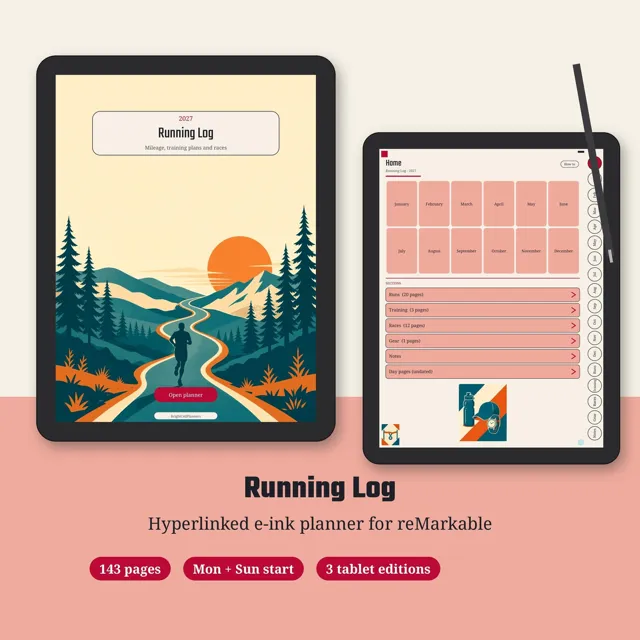 2027
Running Log
Mileage, training plans and races
Open planner
Home
Running Log · 2027
How to
January
February
March
April
May
June
July
August
September
October
November
December
Runs (20 pages)
Training (3 pages)
Races (12 pages)
Gear (1 pages)
Notes
Day pages (undated)
Running Log
Hyperlinked e-ink planner for reMarkable
143 pages
Mon + Sun start
3 tablet editions